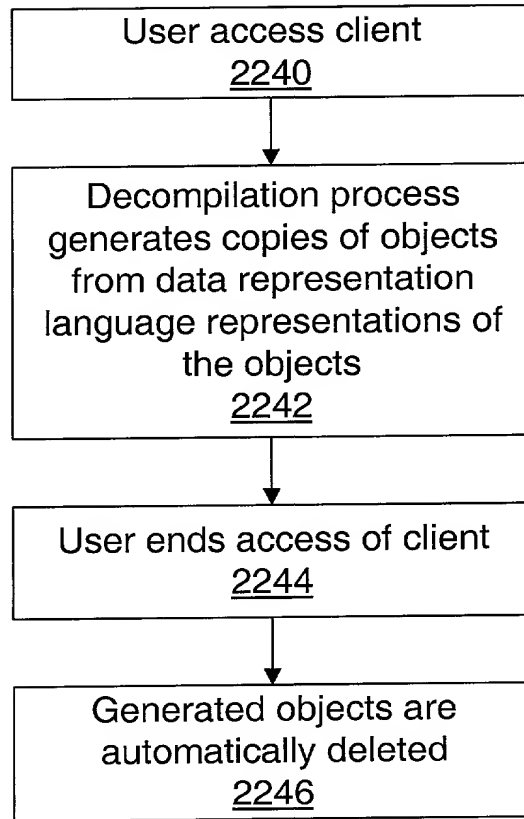 User access client
2240
Decompilation process
generates copies of objects
from data representation
language representations of
the objects
2242
User ends access of client
2244
Generated objects are
automatically deleted
2246